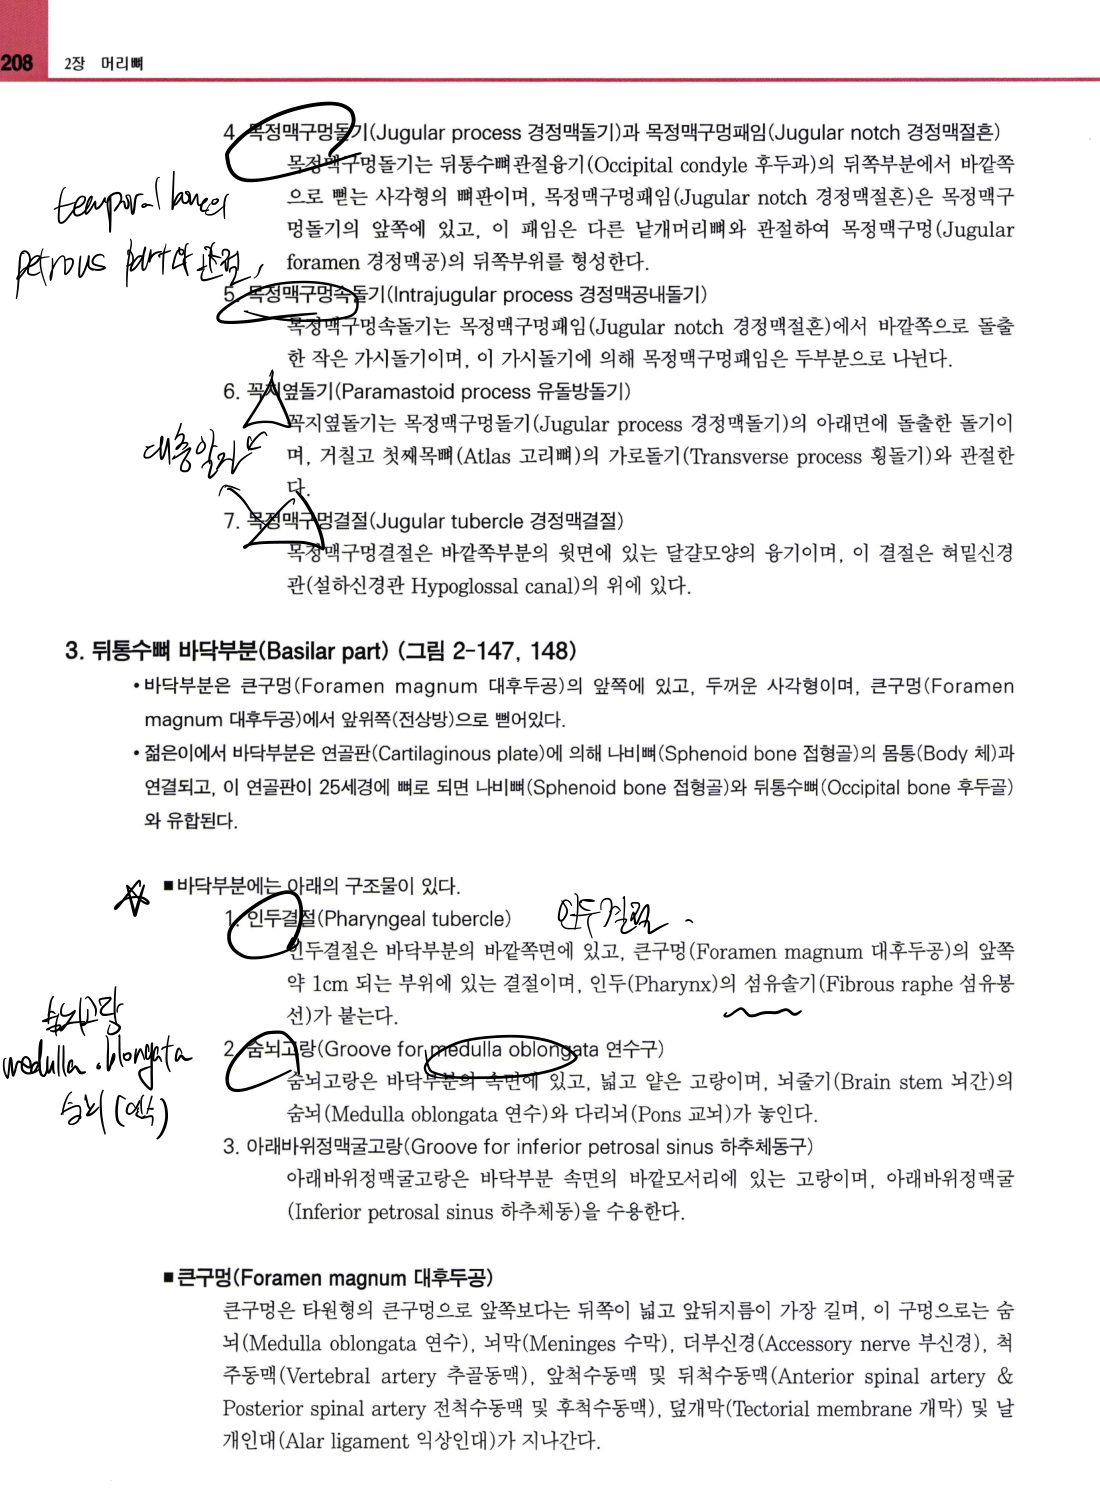 208 2장 머리뼈
4. 목정맥구멍돌기(Jugular process 경정맥돌기)과 목정맥구멍패임(Jugular notch 경정맥절흔)
목정맥구멍돌기는 뒤통수뼈관절융기(Occipital condyle 후두과)의 뒤쪽부분에서 바깥쪽
으로 뻗는 사각형의 뼈판이며, 목정맥구멍패임(Jugular notch 경정맥절흔)은 목정맥구
멍돌기의 앞쪽에 있고, 이 패임은 다른 낱개머리뼈와 관절하여 목정맥구멍(Jugular
foramen 경정맥공)의 뒤쪽부위를 형성한다.
temporal bone의
petrous part와 관절,
5. 목정맥구멍속돌기(Intrajugular process 경정맥공내돌기)
목정맥구멍속돌기는 목정맥구멍패임(Jugular notch 경정맥절흔)에서 바깥쪽으로 돌출
한 작은 가시돌기이며, 이 가시돌기에 의해 목정맥구멍패임은 두부분으로 나뉜다.
6. 꼭지옆돌기(Paramastoid process 유돌방돌기)
꼭지옆돌기는 목정맥구멍돌기(Jugular process 경정맥돌기)의 아래면에 돌출한 돌기이
며, 거칠고 첫째목뼈(Atlas 고리뼈)의 가로돌기(Transverse process 횡돌기)와 관절한
다.
대충알기
7. 목정맥구멍결절(Jugular tubercle 경정맥결절)
목정맥구멍결절은 바깥쪽부분의 윗면에 있는 달걀모양의 융기이며, 이 결절은 혀밑신경
관(설하신경관 Hypoglossal canal)의 위에 있다.
3. 뒤통수뼈 바닥부분(Basilar part) (그림 2-147, 148)
• 바닥부분은 큰구멍(Foramen magnum 대후두공)의 앞쪽에 있고, 두꺼운 사각형이며, 큰구멍(Foramen
magnum 대후두공)에서 앞위쪽(전상방)으로 뻗어있다.
• 젊은이에서 바닥부분은 연골판(Cartilaginous plate)에 의해 나비뼈(Sphenoid bone 접형골)의 몸통(Body 체)과
연결되고, 이 연골판이 25세경에 뼈로 되면 나비뼈(Sphenoid bone 접형골)와 뒤통수뼈(Occipital bone 후두골)
와 유합된다.
■ 바닥부분에는 아래의 구조물이 있다.
1. 인두결절(Pharyngeal tubercle)
인두결절
인두결절은 바닥부분의 바깥쪽면에 있고, 큰구멍(Foramen magnum 대후두공)의 앞쪽
약 1cm 되는 부위에 있는 결절이며, 인두(Pharynx)의 섬유솔기(Fibrous raphe 섬유봉
선)가 붙는다.
숨뇌고랑
medulla oblongata
숨뇌(연수)
2. 숨뇌고랑(Groove for medulla oblongata 연수구)
숨뇌고랑은 바닥부분의 속면에 있고, 넓고 얕은 고랑이며, 뇌줄기(Brain stem 뇌간)의
숨뇌(Medulla oblongata 연수)와 다리뇌(Pons 교뇌)가 놓인다.
3. 아래바위정맥굴고랑(Groove for inferior petrosal sinus 하추체동구)
아래바위정맥굴고랑은 바닥부분 속면의 바깥모서리에 있는 고랑이며, 아래바위정맥굴
(Inferior petrosal sinus 하추체동)을 수용한다.
■ 큰구멍(Foramen magnum 대후두공)
큰구멍은 타원형의 큰구멍으로 앞쪽보다는 뒤쪽이 넓고 앞뒤지름이 가장 길며, 이 구멍으로는 숨
뇌(Medulla oblongata 연수), 뇌막(Meninges 수막), 더부신경(Accessory nerve 부신경), 척
주동맥(Vertebral artery 추골동맥), 앞척수동맥 및 뒤척수동맥(Anterior spinal artery &
Posterior spinal artery 전척수동맥 및 후척수동맥), 덮개막(Tectorial membrane 개막) 및 날
개인대(Alar ligament 익상인대)가 지나간다.